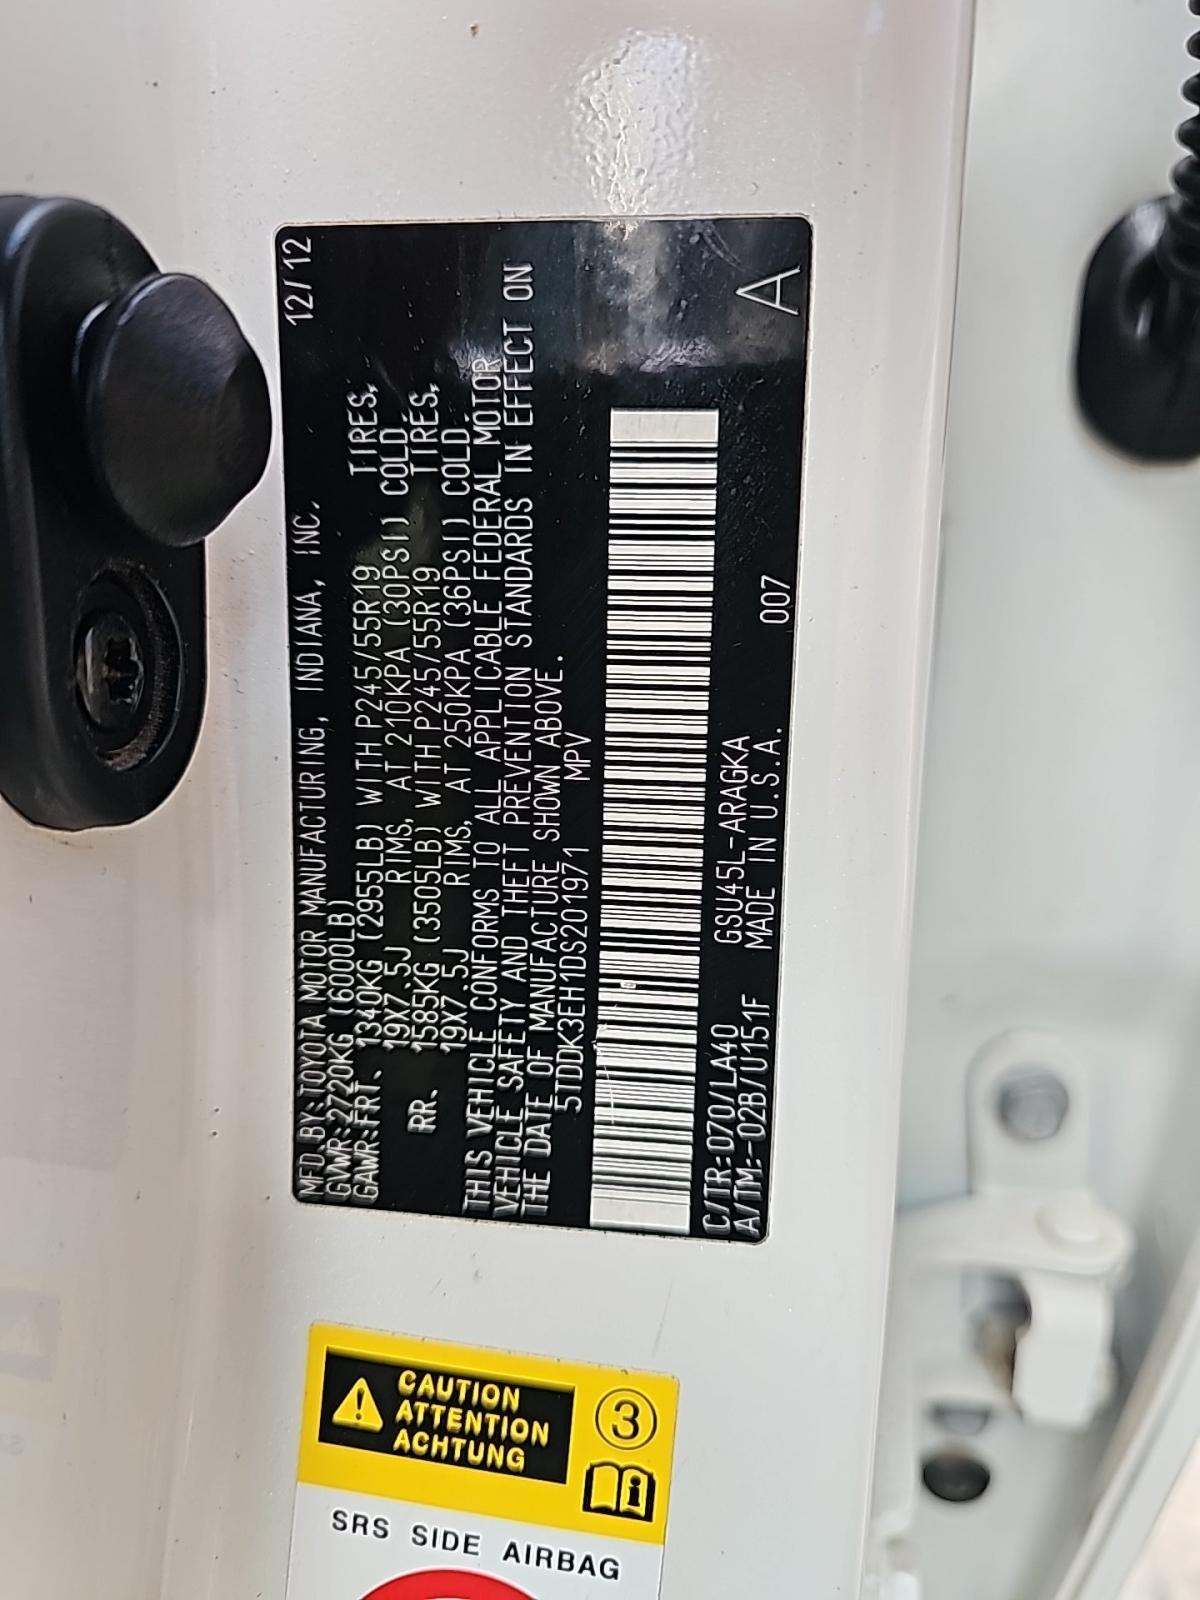 MFD.BY:TOYOTA MOTOR MANUFACTURING, INDIANA, INC. 12/12
GVWR:2720KG (6000LB)
GAWR:FRT. 1340KG (2955LB) WITH P245/55R19 TIRES,
19X7.5J RIMS, AT 210KPA (30PSI) COLD.
RR. 1585KG (3505LB) WITH P245/55R19 TIRES,
19X7.5J RIMS, AT 250KPA (36PSI) COLD.
THIS VEHICLE CONFORMS TO ALL APPLICABLE FEDERAL MOTOR
VEHICLE SAFETY AND THEFT PREVENTION STANDARDS IN EFFECT ON
THE DATE OF MANUFACTURE SHOWN ABOVE.
5TDDK3EH1DS201971 MPV
C/TR:070/LA40 GSU45L-ARAGKA 007 A
A/TM:-02B/U151F MADE IN U.S.A.
CAUTION
ATTENTION
ACHTUNG
3
i
SRS SIDE AIRBAG